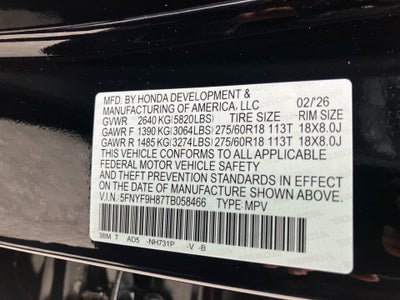 MFD. BY HONDA DEVELOPMENT &
MANUFACTURING OF AMERICA, LLC 02/'26
GVWR 2640 KG(5820LBS) TIRE SIZE RIM SIZE
GAWR F 1390 KG(3064LBS) 275/60R18 113T 18X8.0J
GAWR R 1485 KG(3274LBS) 275/60R18 113T 18X8.0J
THIS VEHICLE CONFORMS TO ALL APPLICABLE
FEDERAL MOTOR VEHICLE SAFETY
AND THEFT PREVENTION STANDARDS IN EFFECT ON
THE DATE OF MANUFACTURE SHOWN ABOVE.
V.I.N. 5FNYF9H87TB058466 TYPE: MPV
3BM T AD5 -NH731P -V -B